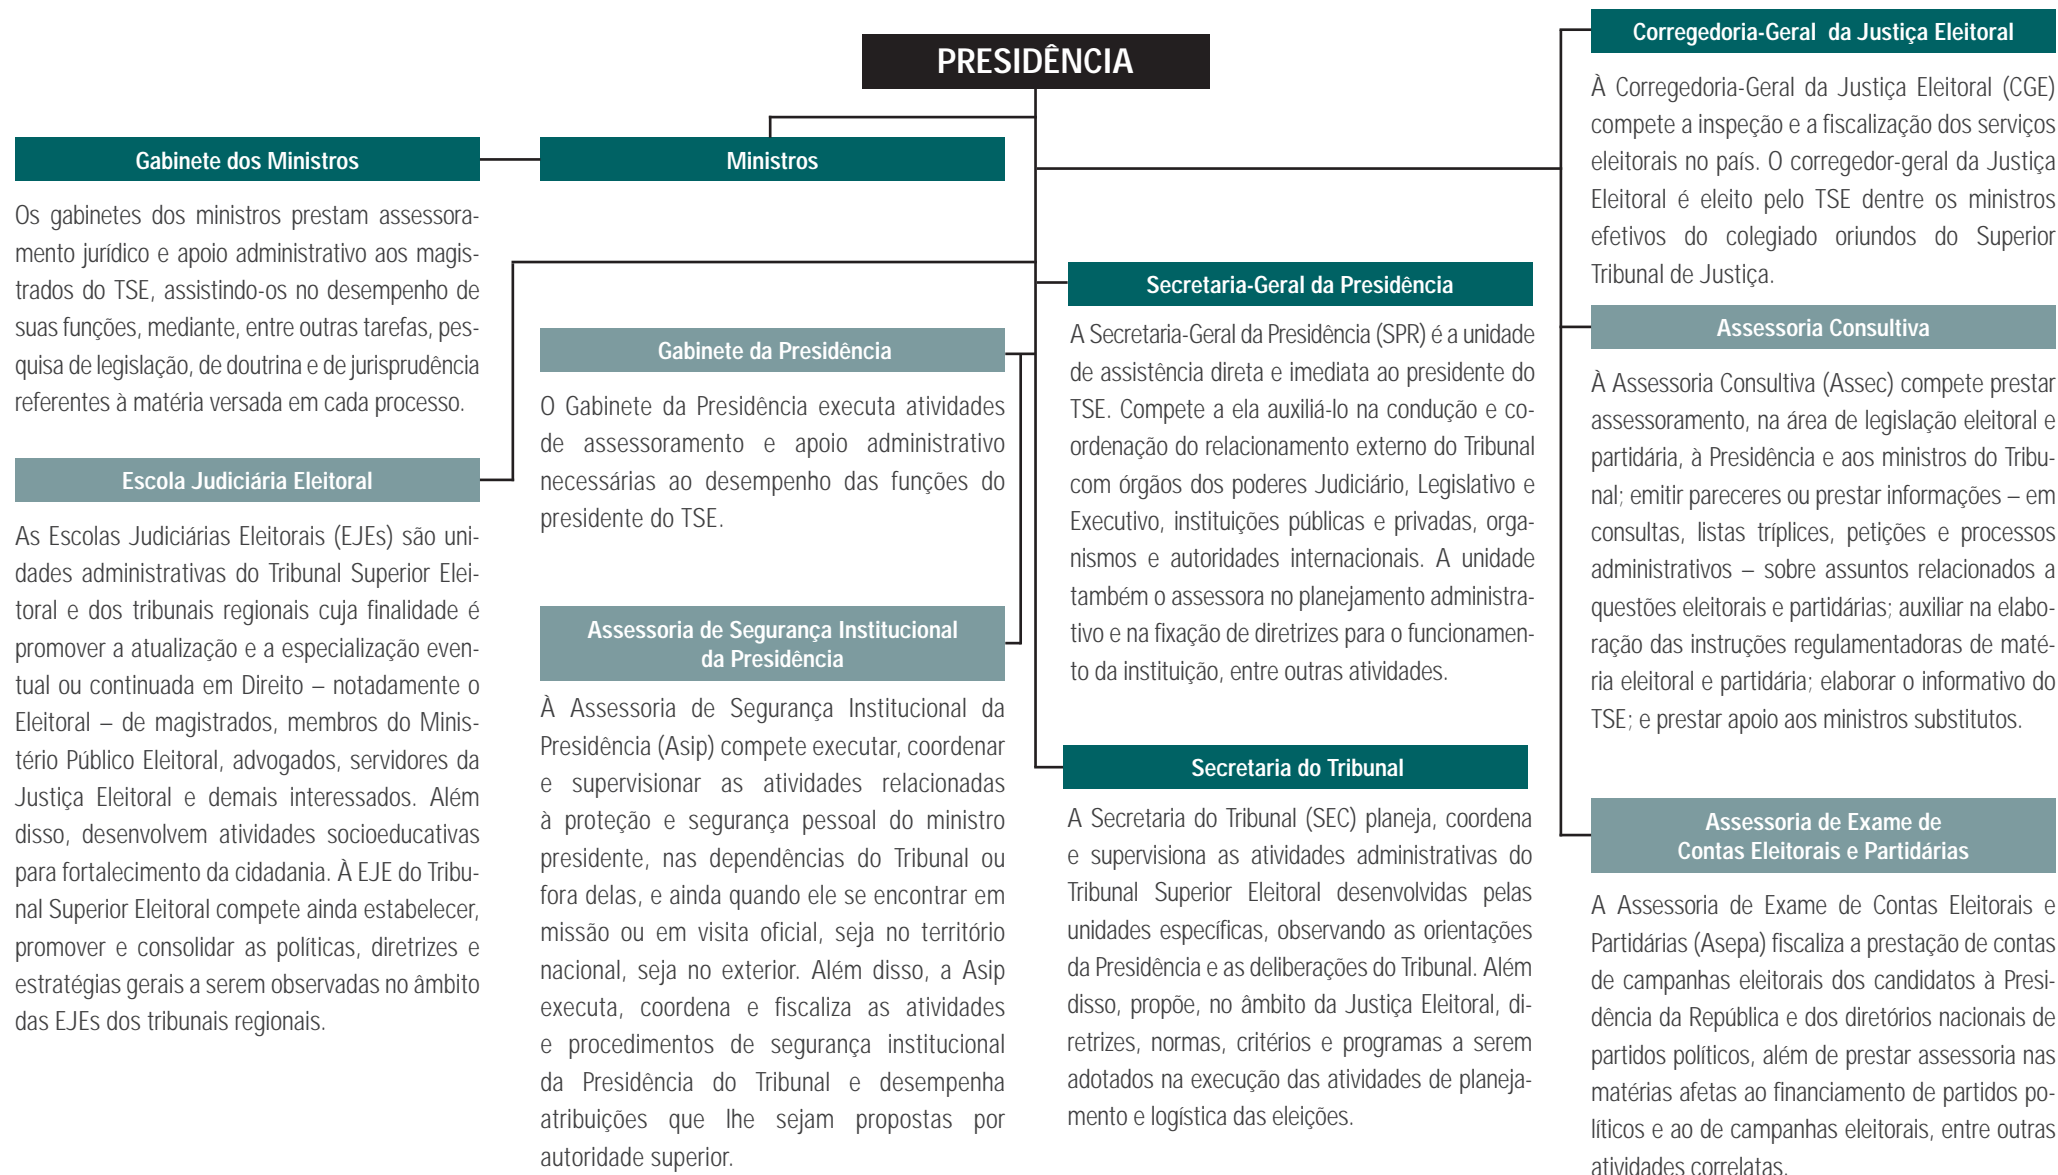 PRESIDÊNCIA
Gabinete dos Ministros
Os gabinetes dos ministros prestam assessora-
mento jurídico e apoio administrativo aos magis-
trados do TSE, assistindo-os no desempenho de
suas funções, mediante, entre outras tarefas, pes-
quisa de legislação, de doutrina e de jurisprudência
referentes à matéria versada em cada processo.
Escola Judiciária Eleitoral
As Escolas Judiciárias Eleitorais (EJEs) são uni-
dades administrativas do Tribunal Superior Elei-
toral e dos tribunais regionais cuja finalidade é
promover a atualização e a especialização even-
tual ou continuada em Direito – notadamente o
Eleitoral – de magistrados, membros do Minis-
tério Público Eleitoral, advogados, servidores da
Justiça Eleitoral e demais interessados. Além
disso, desenvolvem atividades socioeducativas
para fortalecimento da cidadania. À EJE do Tribu-
nal Superior Eleitoral compete ainda estabelecer,
promover e consolidar as políticas, diretrizes e
estratégias gerais a serem observadas no âmbito
das EJEs dos tribunais regionais.
Ministros
Gabinete da Presidência
O Gabinete da Presidência executa atividades
de assessoramento e apoio administrativo
necessárias ao desempenho das funções do
presidente do TSE.
Assessoria de Segurança Institucional
da Presidência
À Assessoria de Segurança Institucional da
Presidência (Asip) compete executar, coordenar
e supervisionar as atividades relacionadas
à proteção e segurança pessoal do ministro
presidente, nas dependências do Tribunal ou
fora delas, e ainda quando ele se encontrar em
missão ou em visita oficial, seja no território
nacional, seja no exterior. Além disso, a Asip
executa, coordena e fiscaliza as atividades
e procedimentos de segurança institucional
da Presidência do Tribunal e desempenha
atribuições que lhe sejam propostas por
autoridade superior.
Secretaria-Geral da Presidência
A Secretaria-Geral da Presidência (SPR) é a unidade
de assistência direta e imediata ao presidente do
TSE. Compete a ela auxiliá-lo na condução e co-
ordenação do relacionamento externo do Tribunal
com órgãos dos poderes Judiciário, Legislativo e
Executivo, instituições públicas e privadas, orga-
nismos e autoridades internacionais. A unidade
também o assessora no planejamento administra-
tivo e na fixação de diretrizes para o funcionamen-
to da instituição, entre outras atividades.
Secretaria do Tribunal
A Secretaria do Tribunal (SEC) planeja, coordena
e supervisiona as atividades administrativas do
Tribunal Superior Eleitoral desenvolvidas pelas
unidades específicas, observando as orientações
da Presidência e as deliberações do Tribunal. Além
disso, propõe, no âmbito da Justiça Eleitoral, di-
retrizes, normas, critérios e programas a serem
adotados na execução das atividades de planeja-
mento e logística das eleições.
Corregedoria-Geral da Justiça Eleitoral
À Corregedoria-Geral da Justiça Eleitoral (CGE)
compete a inspeção e a fiscalização dos serviços
eleitorais no país. O corregedor-geral da Justiça
Eleitoral é eleito pelo TSE dentre os ministros
efetivos do colegiado oriundos do Superior
Tribunal de Justiça.
Assessoria Consultiva
À Assessoria Consultiva (Assec) compete prestar
assessoramento, na área de legislação eleitoral e
partidária, à Presidência e aos ministros do Tribu-
nal; emitir pareceres ou prestar informações – em
consultas, listas tríplices, petições e processos
administrativos – sobre assuntos relacionados a
questões eleitorais e partidárias; auxiliar na elabo-
ração das instruções regulamentadoras de maté-
ria eleitoral e partidária; elaborar o informativo do
TSE; e prestar apoio aos ministros substitutos.
Assessoria de Exame de
Contas Eleitorais e Partidárias
A Assessoria de Exame de Contas Eleitorais e
Partidárias (Asepa) fiscaliza a prestação de contas
de campanhas eleitorais dos candidatos à Presi-
dência da República e dos diretórios nacionais de
partidos políticos, além de prestar assessoria nas
matérias afetas ao financiamento de partidos po-
líticos e ao de campanhas eleitorais, entre outras
atividades correlatas.